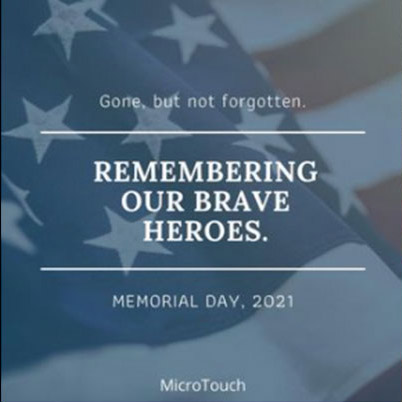 Gone, but not forgotten.
REMEMBERING
OUR BRAVE
HEROES.
MEMORIAL DAY, 2021
MicroTouch